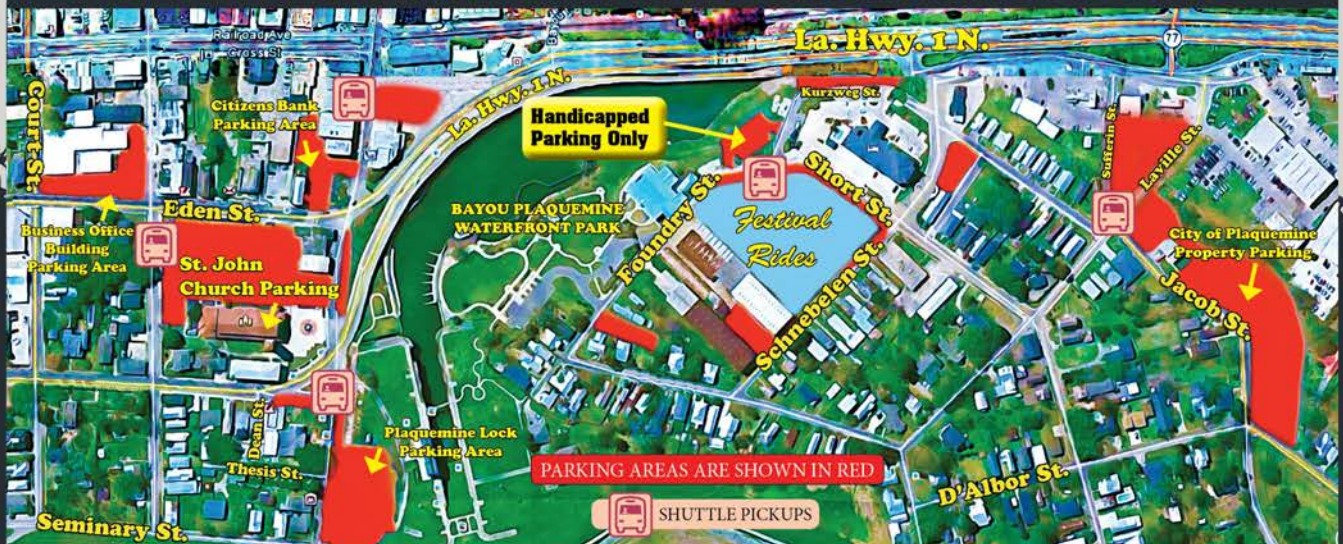 Railroad Ave
Cross St
La. Hwy. 1 N.
77
Court St.
Citizens Bank
Parking Area
La. Hwy. 1 N.
Handicapped
Parking Only
Kurzweg St.
Sufferin St.
Laville St.
Eden St.
Business Office
Building
Parking Area
St. John
Church Parking
BAYOU PLAQUEMINE
WATERFRONT PARK
Foundry St.
Short St.
Festival
Rides
Schnebelen St.
City of Plaquemine
Property Parking
Jacob St.
Dean St.
Thesis St.
Plaquemine Lock
Parking Area
Seminary St.
D'Albor St.
PARKING AREAS ARE SHOWN IN RED
SHUTTLE PICKUPS